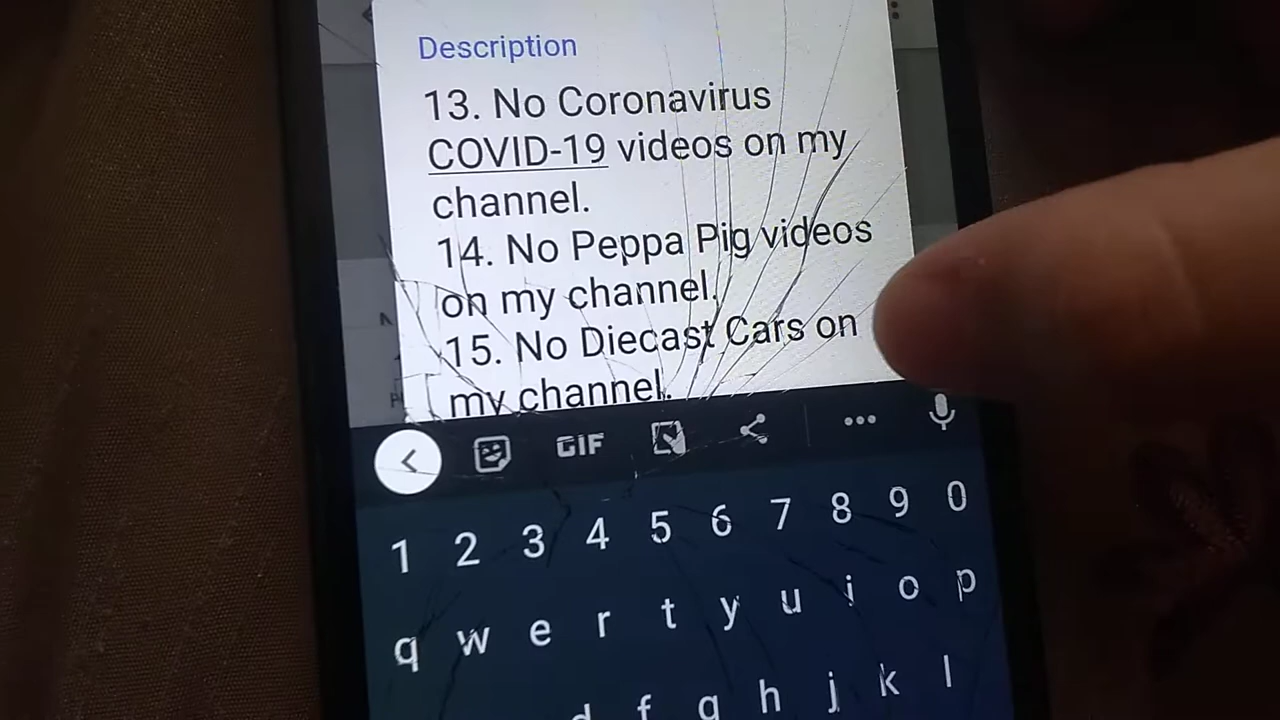 Description
13. No Coronavirus
COVID-19 videos on my
channel.
14. No Peppa Pig videos
on my channel.
15. No Diecast Cars on
my channel.
GIF
1 2 3 4 5 6 7 8 9 0
q w e r t y u i o p
d f g h j k l